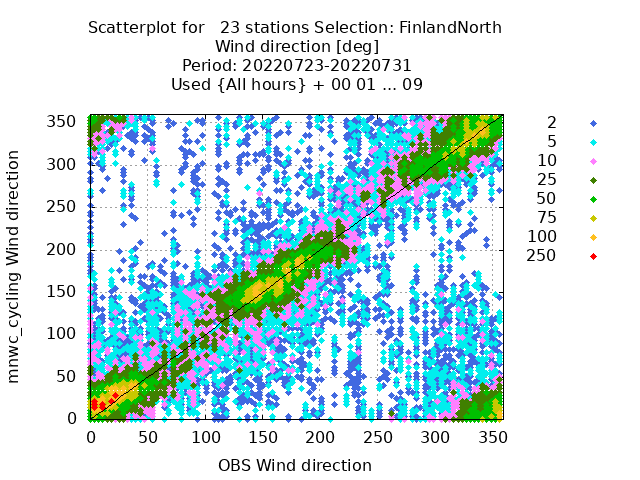 Scatterplot for 23 stations Selection: FinlandNorth
Wind direction [deg]
Period: 20220723-20220731
Used {All hours} + 00 01 ... 09
mnwc_cycling Wind direction
350
300
250
200
150
100
50
0
0 50 100 150 200 250 300 350
OBS Wind direction
2
5
10
25
50
75
100
250